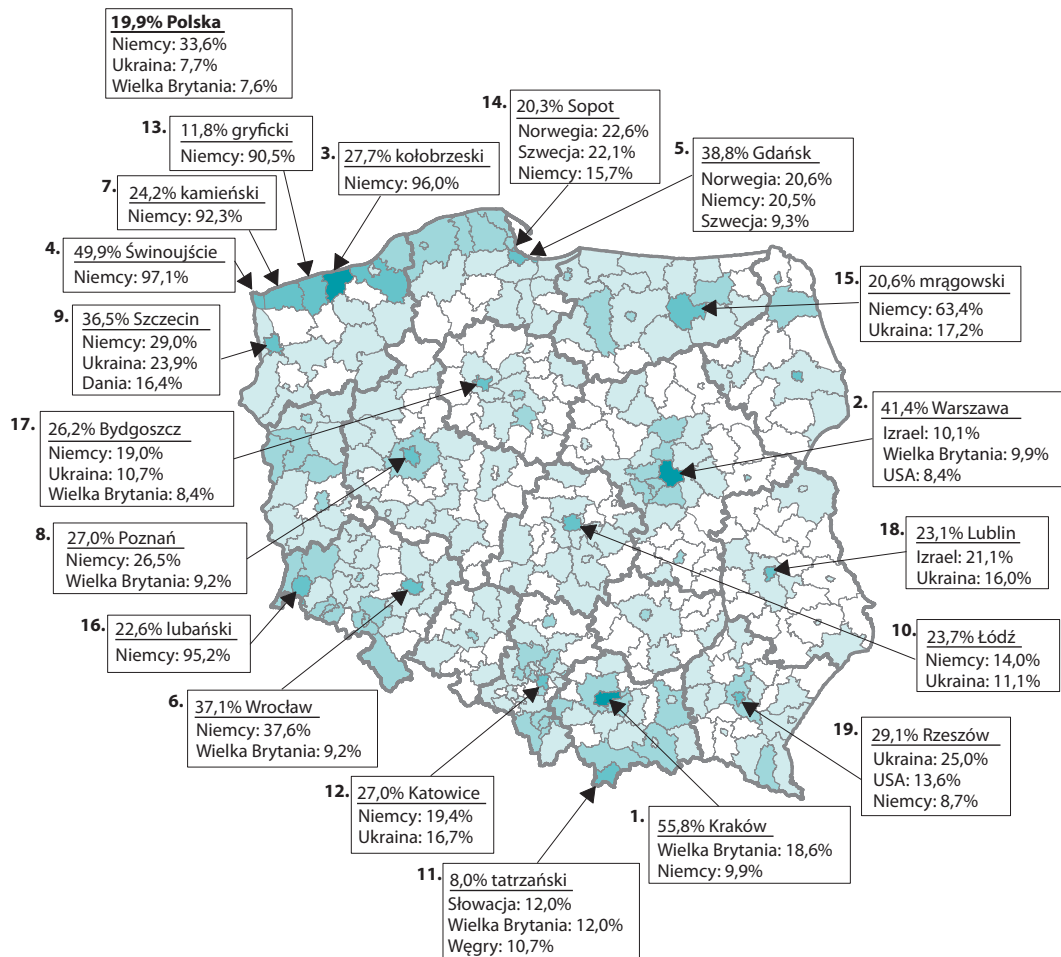 19,9% Polska
Niemcy: 33,6%
Ukraina: 7,7%
Wielka Brytania: 7,6%
13. 11,8% gryficki
Niemcy: 90,5%
3. 27,7% kołobrzeski
Niemcy: 96,0%
14. 20,3% Sopot
Norwegia: 22,6%
Szwecja: 22,1%
Niemcy: 15,7%
5. 38,8% Gdańsk
Norwegia: 20,6%
Niemcy: 20,5%
Szwecja: 9,3%
7. 24,2% kamieński
Niemcy: 92,3%
4. 49,9% Świnoujście
Niemcy: 97,1%
15. 20,6% mrągowski
Niemcy: 63,4%
Ukraina: 17,2%
9. 36,5% Szczecin
Niemcy: 29,0%
Ukraina: 23,9%
Dania: 16,4%
2. 41,4% Warszawa
Izrael: 10,1%
Wielka Brytania: 9,9%
USA: 8,4%
17. 26,2% Bydgoszcz
Niemcy: 19,0%
Ukraina: 10,7%
Wielka Brytania: 8,4%
8. 27,0% Poznań
Niemcy: 26,5%
Wielka Brytania: 9,2%
18. 23,1% Lublin
Izrael: 21,1%
Ukraina: 16,0%
16. 22,6% lubański
Niemcy: 95,2%
10. 23,7% Łódź
Niemcy: 14,0%
Ukraina: 11,1%
6. 37,1% Wrocław
Niemcy: 37,6%
Wielka Brytania: 9,2%
19. 29,1% Rzeszów
Ukraina: 25,0%
USA: 13,6%
Niemcy: 8,7%
12. 27,0% Katowice
Niemcy: 19,4%
Ukraina: 16,7%
1. 55,8% Kraków
Wielka Brytania: 18,6%
Niemcy: 9,9%
11. 8,0% tatrzański
Słowacja: 12,0%
Wielka Brytania: 12,0%
Węgry: 10,7%